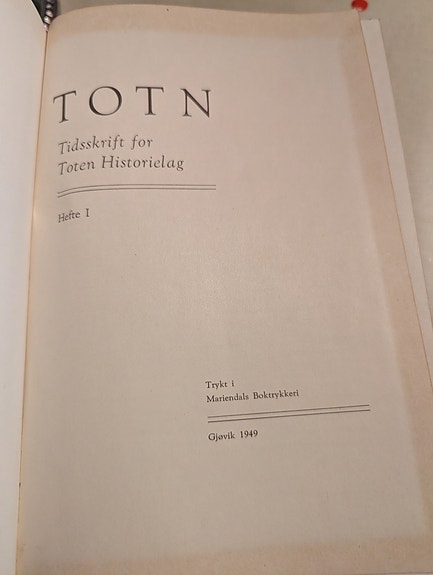 TOTN
Tidsskrift for
Toten Historielag
Hefte I
Trykt i
Mariendals Boktrykkeri
Gjøvik 1949